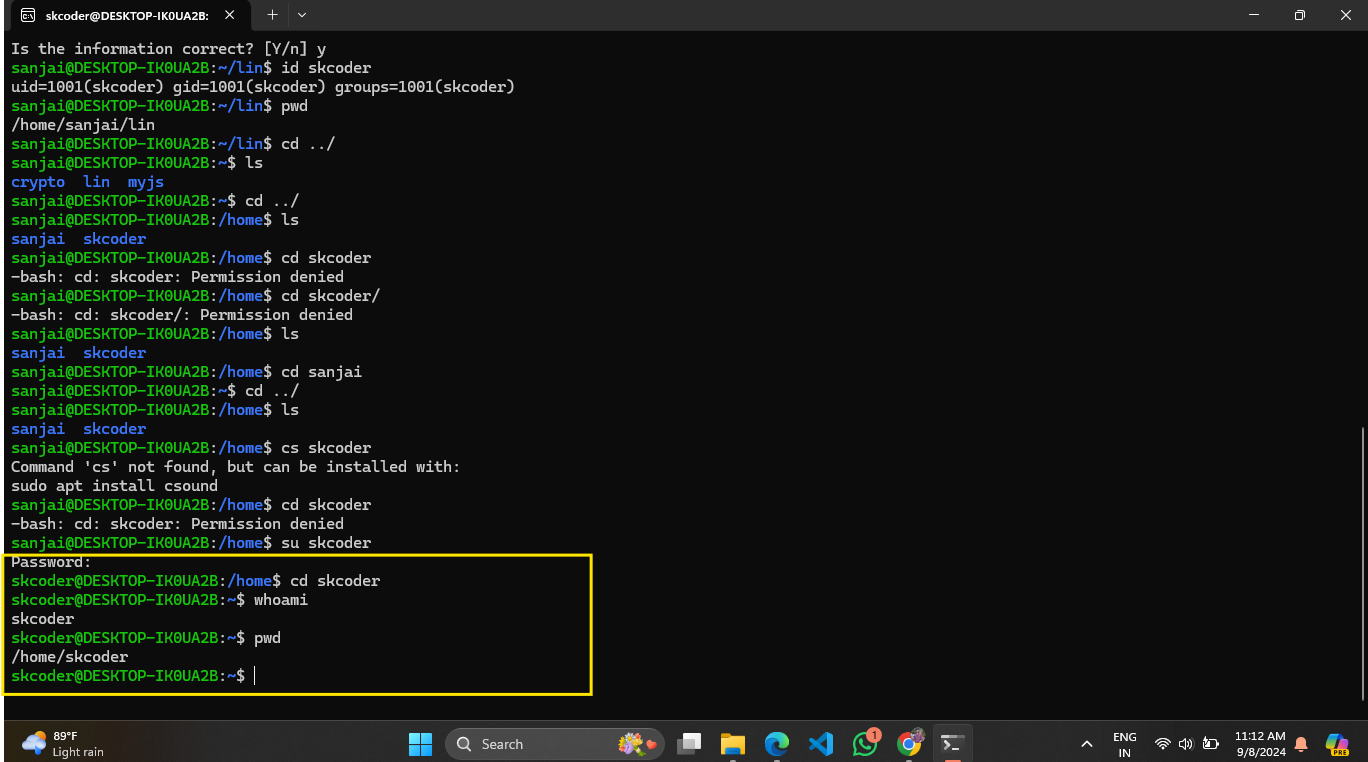 skcoder@DESKTOP-IK0UA2B:
Is the information correct? [Y/n] y
sanjai@DESKTOP-IK0UA2B:~/lin$ id skcoder
uid=1001(skcoder) gid=1001(skcoder) groups=1001(skcoder)
sanjai@DESKTOP-IK0UA2B:~/lin$ pwd
/home/sanjai/lin
sanjai@DESKTOP-IK0UA2B:~/lin$ cd ../
sanjai@DESKTOP-IK0UA2B:~$ ls
crypto  lin  myjs
sanjai@DESKTOP-IK0UA2B:~$ cd ../
sanjai@DESKTOP-IK0UA2B:/home$ ls
sanjai  skcoder
sanjai@DESKTOP-IK0UA2B:/home$ cd skcoder
-bash: cd: skcoder: Permission denied
sanjai@DESKTOP-IK0UA2B:/home$ cd skcoder/
-bash: cd: skcoder/: Permission denied
sanjai@DESKTOP-IK0UA2B:/home$ ls
sanjai  skcoder
sanjai@DESKTOP-IK0UA2B:/home$ cd sanjai
sanjai@DESKTOP-IK0UA2B:~$ cd ../
sanjai@DESKTOP-IK0UA2B:/home$ ls
sanjai  skcoder
sanjai@DESKTOP-IK0UA2B:/home$ cs skcoder
Command 'cs' not found, but can be installed with:
sudo apt install csound
sanjai@DESKTOP-IK0UA2B:/home$ cd skcoder
-bash: cd: skcoder: Permission denied
sanjai@DESKTOP-IK0UA2B:/home$ su skcoder
Password:
skcoder@DESKTOP-IK0UA2B:/home$ cd skcoder
skcoder@DESKTOP-IK0UA2B:~$ whoami
skcoder
skcoder@DESKTOP-IK0UA2B:~$ pwd
/home/skcoder
skcoder@DESKTOP-IK0UA2B:~$
89°F
Light rain
Search
1
ENG
IN
11:12 AM
9/8/2024
PRE